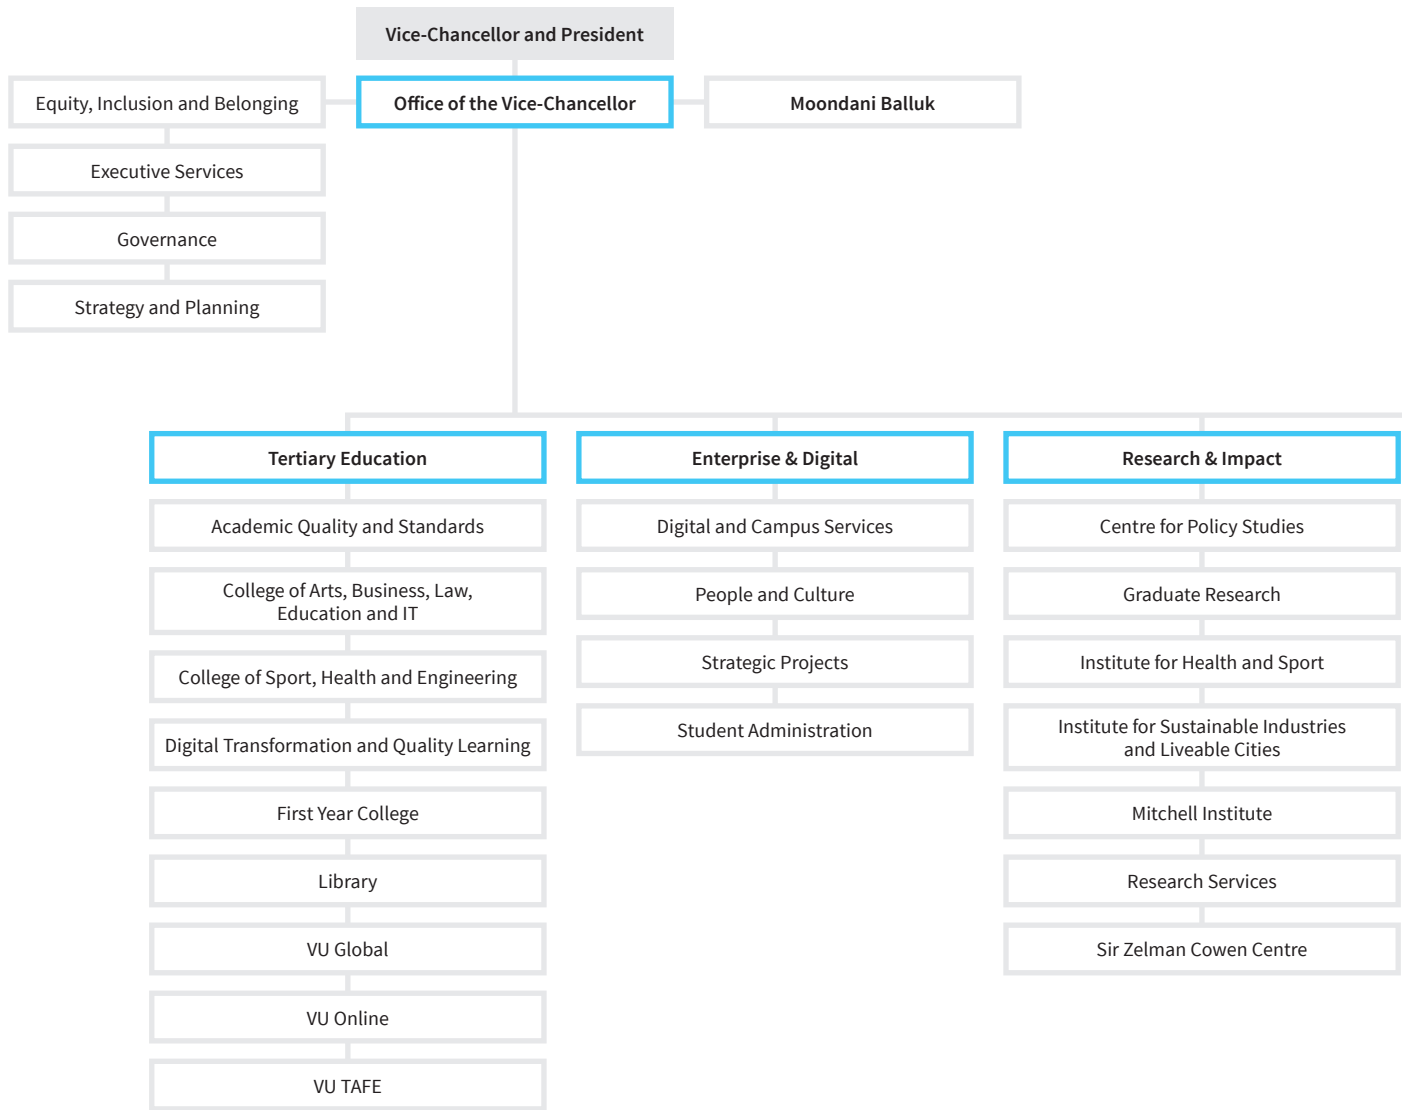 Vice-Chancellor and President
Equity, Inclusion and Belonging
Office of the Vice-Chancellor
Moondani Balluk
Executive Services
Governance
Strategy and Planning
Tertiary Education
Academic Quality and Standards
College of Arts, Business, Law,
Education and IT
College of Sport, Health and Engineering
Digital Transformation and Quality Learning
First Year College
Library
VU Global
VU Online
VU TAFE
Enterprise & Digital
Digital and Campus Services
People and Culture
Strategic Projects
Student Administration
Research & Impact
Centre for Policy Studies
Graduate Research
Institute for Health and Sport
Institute for Sustainable Industries
and Liveable Cities
Mitchell Institute
Research Services
Sir Zelman Cowen Centre